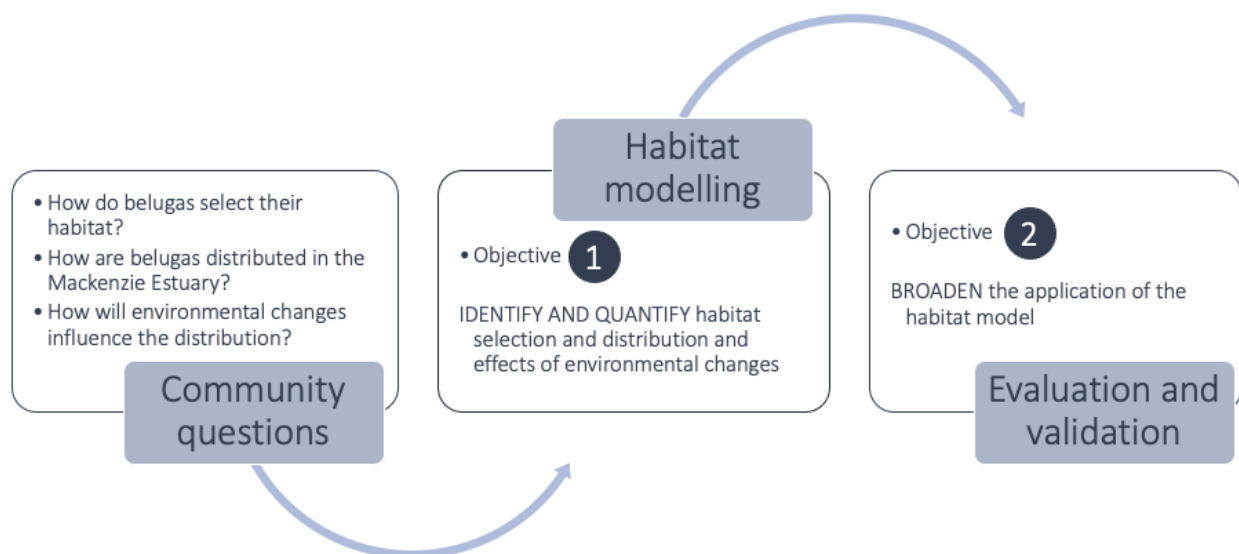 • How do belugas select their
habitat?
• How are belugas distributed in the
Mackenzie Estuary?
• How will environmental changes
influence the distribution?
Community
questions
Habitat
modelling
• Objective 1
IDENTIFY AND QUANTIFY habitat
selection and distribution and
effects of environmental changes
• Objective 2
BROADEN the application of the
habitat model
Evaluation and
validation